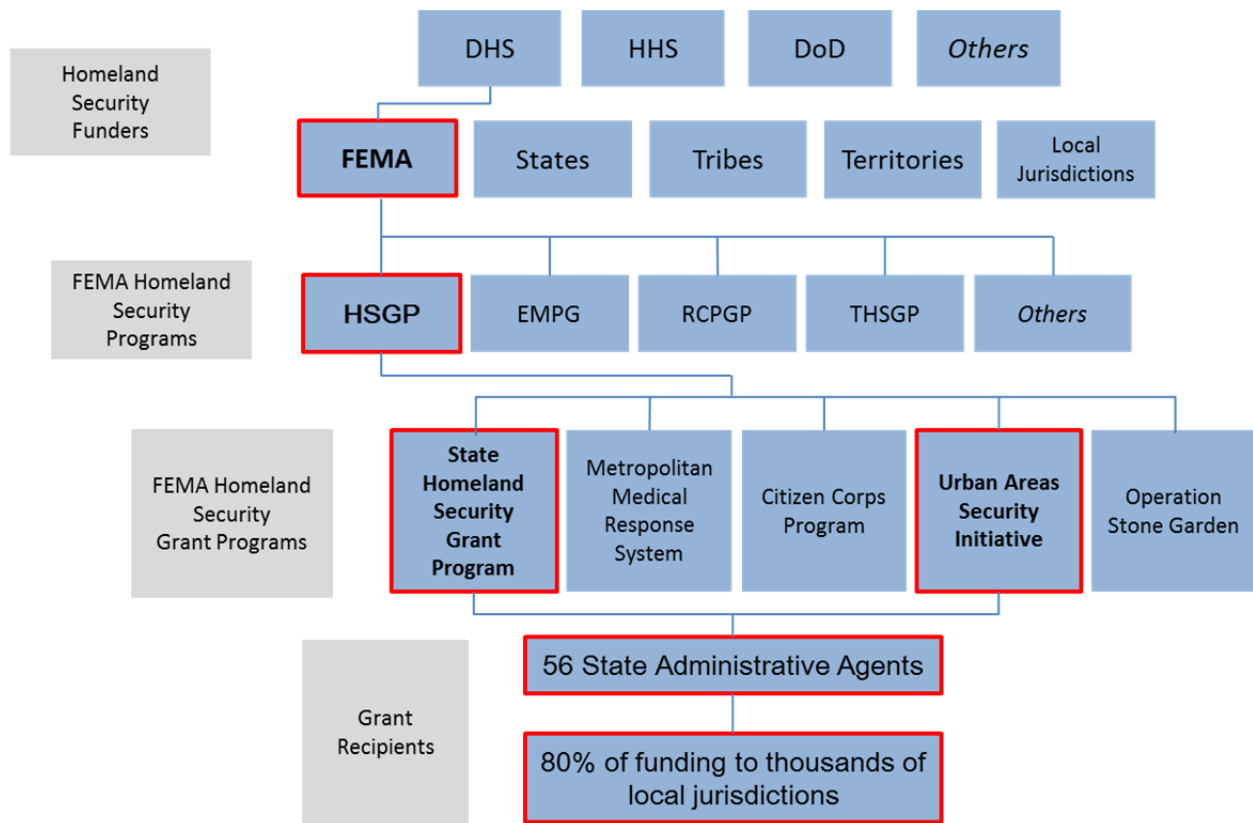 DHS
HHS
DoD
Others
Homeland
Security
Funders
FEMA
States
Tribes
Territories
Local
Jurisdictions
FEMA Homeland
Security
Programs
HSGP
EMPG
RCPGP
THSGP
Others
FEMA Homeland
Security
Grant Programs
State
Homeland
Security
Grant
Program
Metropolitan
Medical
Response
System
Citizen Corps
Program
Urban Areas
Security
Initiative
Operation
Stone Garden
Grant
Recipients
56 State Administrative Agents
80% of funding to thousands of
local jurisdictions